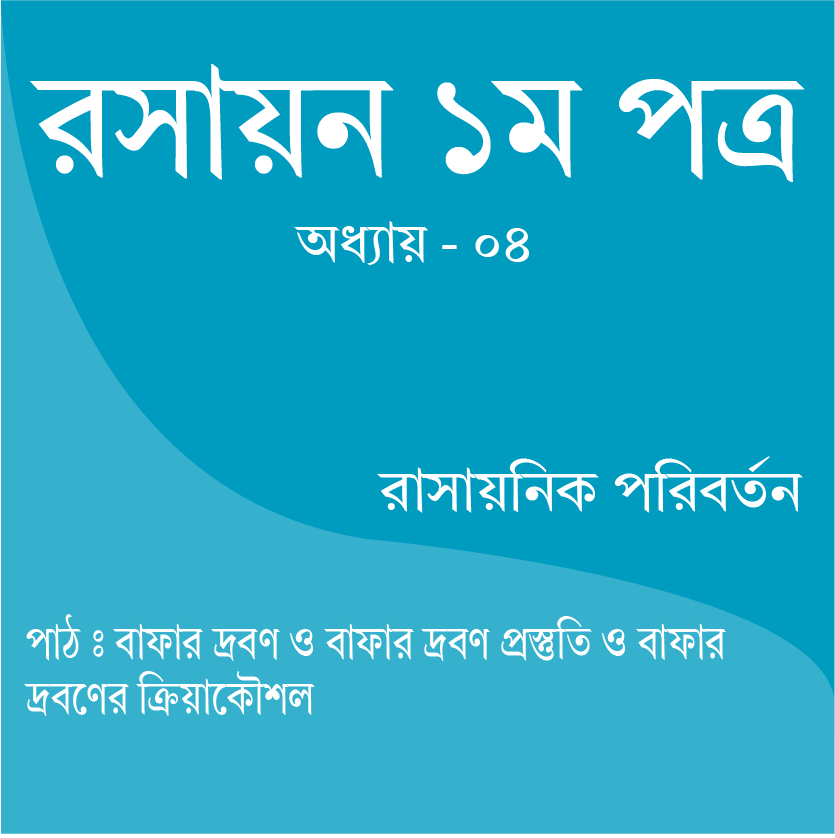 রসায়ন ১ম পত্র
অধ্যায় - ০৪
রাসায়নিক পরিবর্তন
পাঠ ঃ বাফার দ্রবণ ও বাফার দ্রবণ প্রস্তুতি ও বাফার
দ্রবণের ক্রিয়াকৌশল